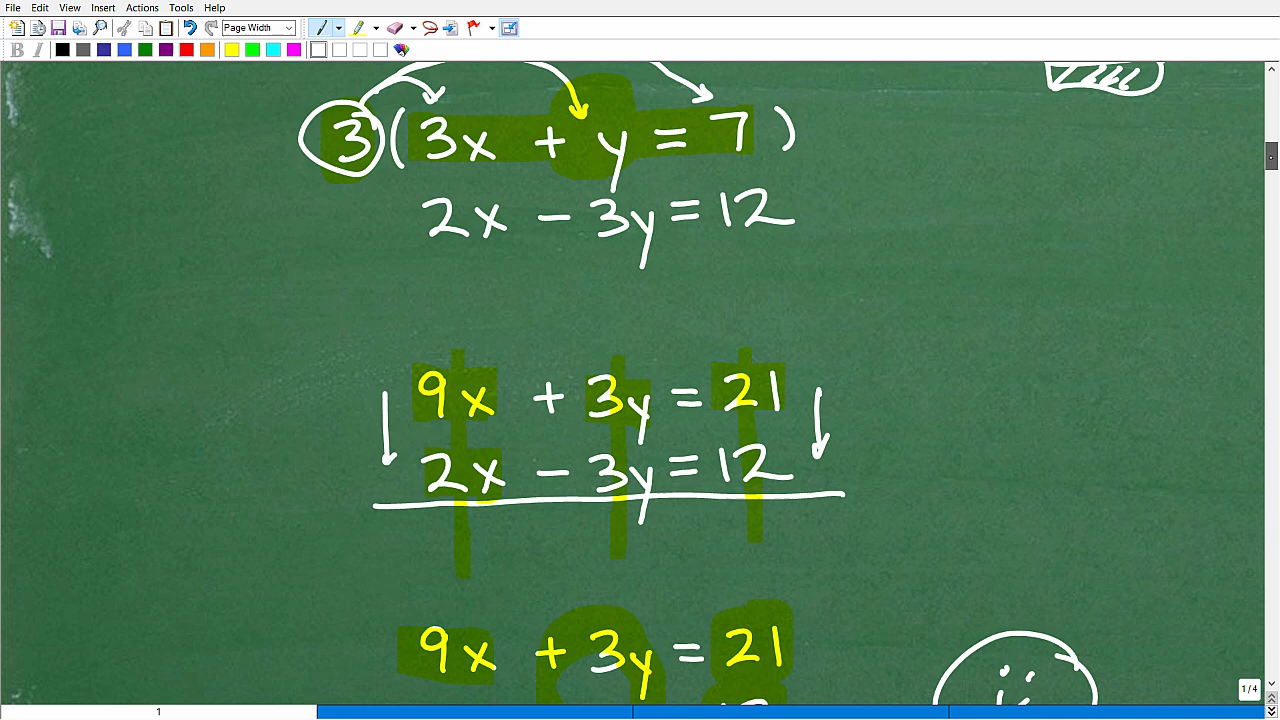 File Edit View Insert Actions Tools Help
Page Width
B I
3(3x + y = 7)
2x - 3y = 12
9x + 3y = 21
2x - 3y = 12
9x + 3y = 21
1/4
1